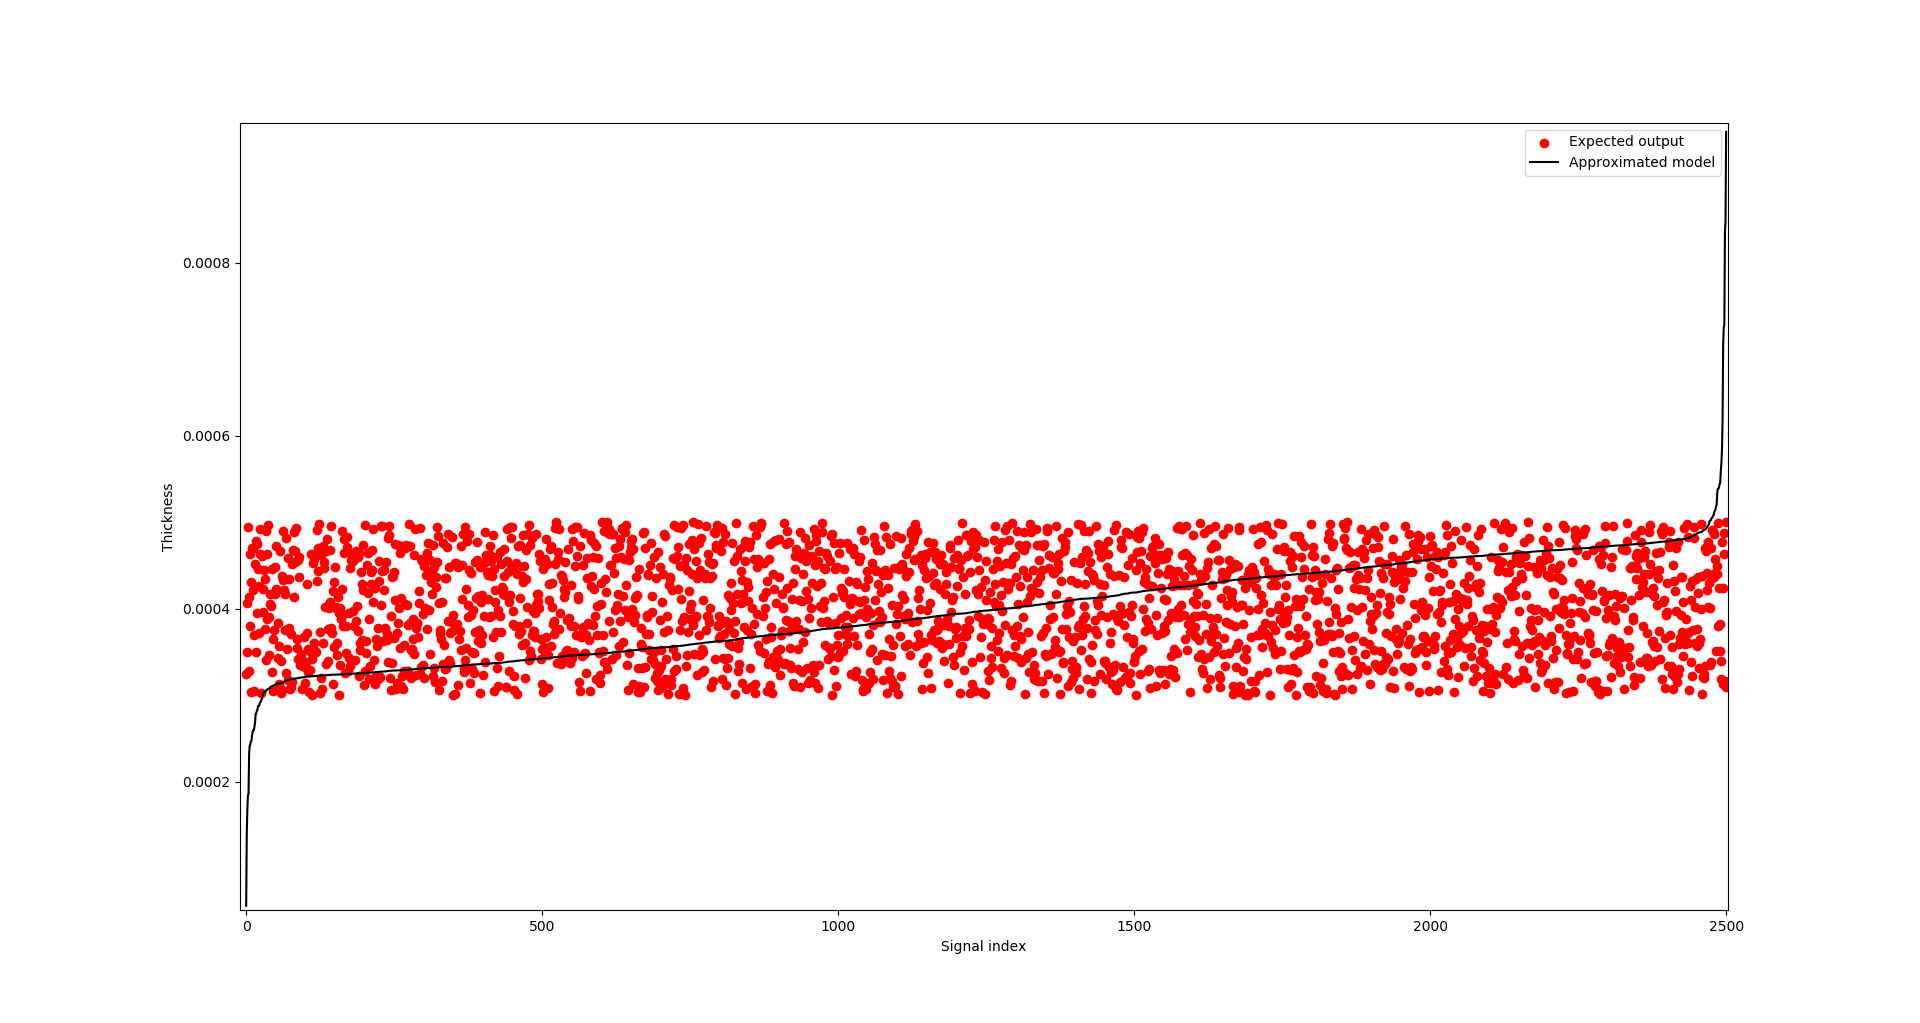 Expected output
Approximated model
0.0008
0.0006
0.0004
0.0002
Thickness
0 500 1000 1500 2000 2500
Signal index